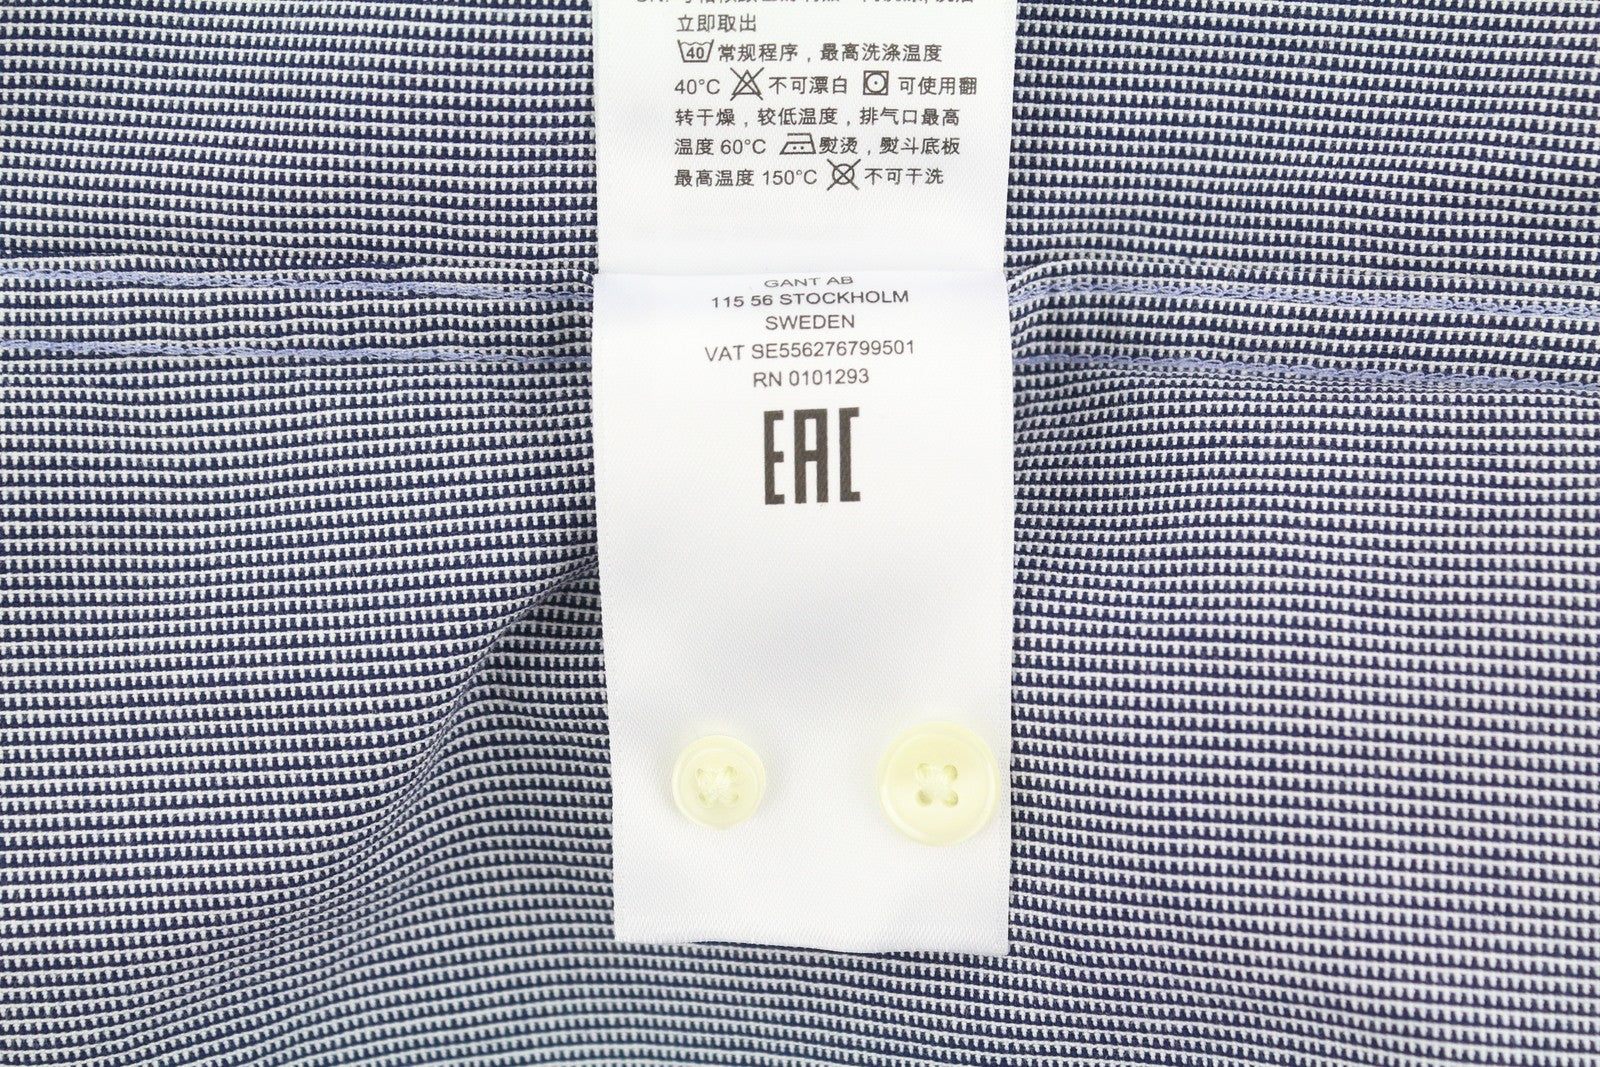 立即取出
40 常规程序，最高洗涤温度
40°C 不可漂白 可使用翻
转干燥，较低温度，排气口最高
温度 60°C 熨烫，熨斗底板
最高温度 150°C 不可干洗
GANT AB
115 56 STOCKHOLM
SWEDEN
VAT SE556276799501
RN 0101293
EAC